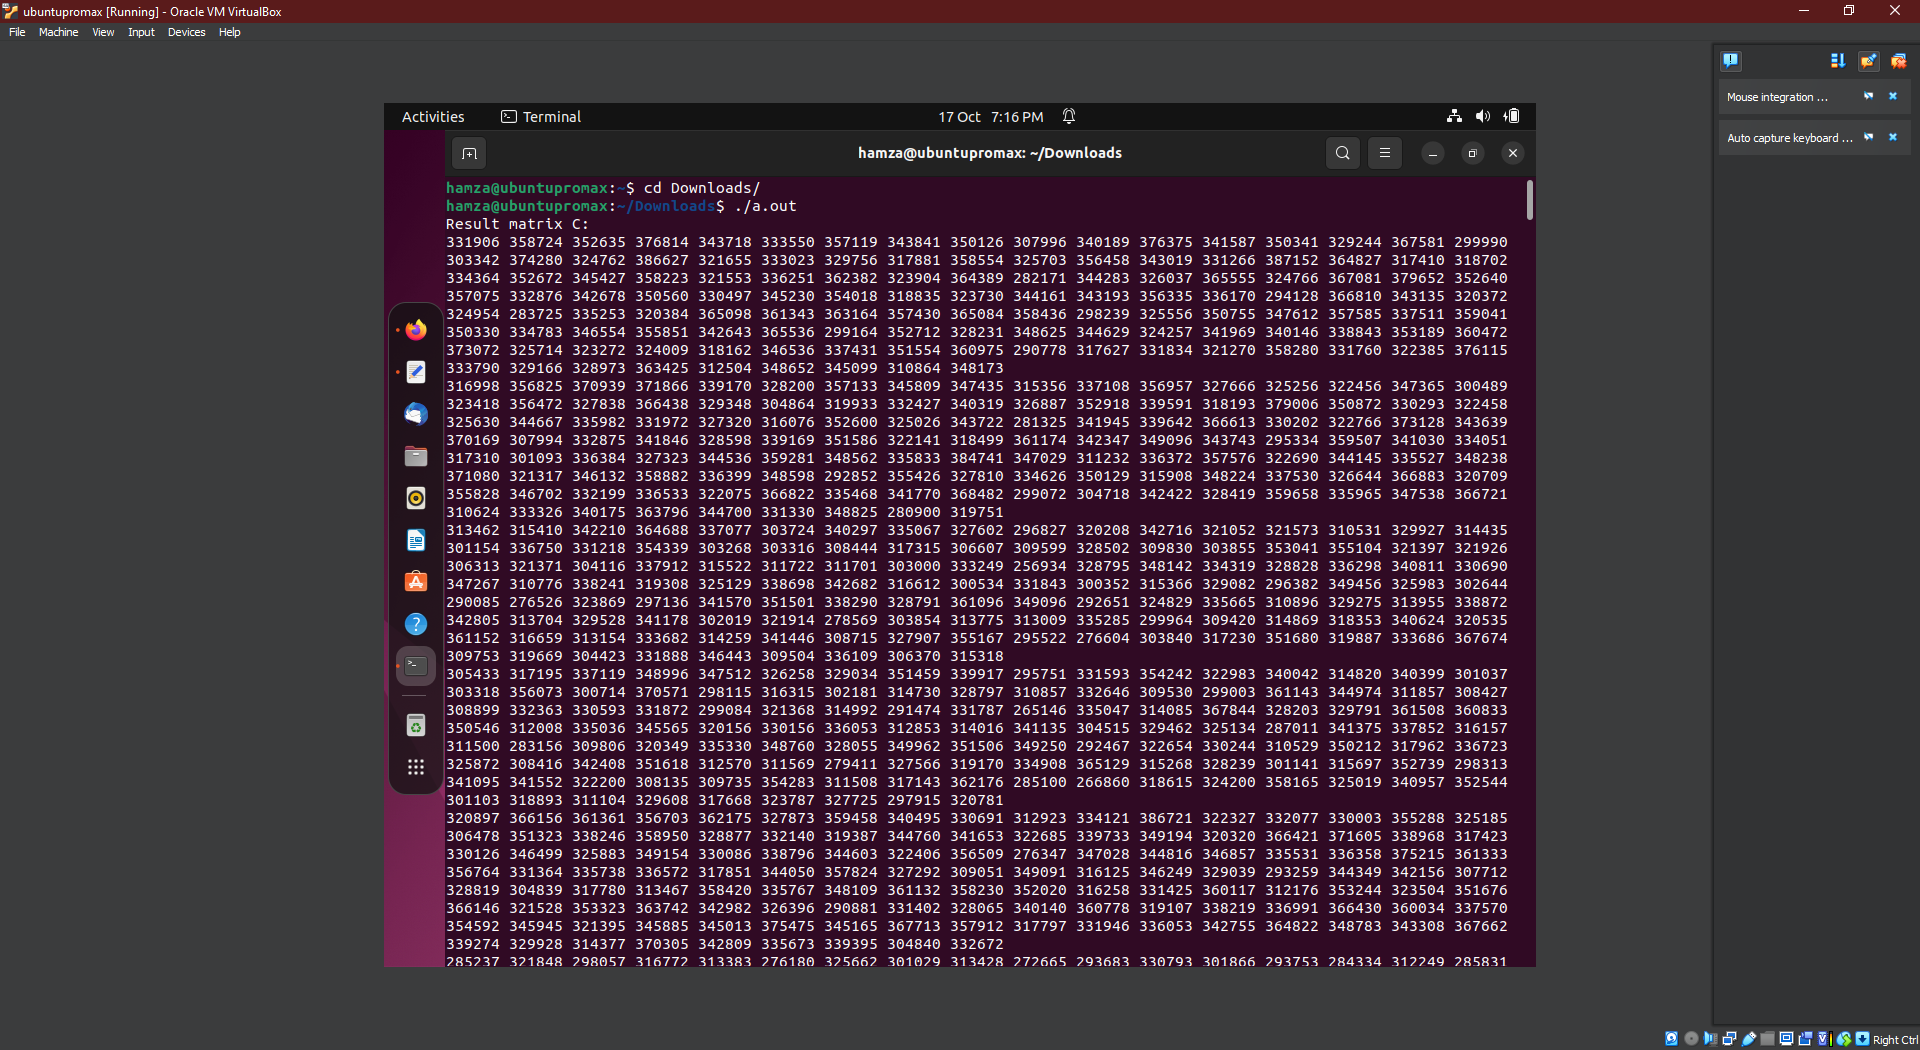 ubuntupromax [Running] - Oracle VM VirtualBox
File Machine View Input Devices Help
Mouse integration ...
Auto capture keyboard ...
Activities Terminal 17 Oct 7:16 PM
hamza@ubuntupromax: ~/Downloads
hamza@ubuntupromax:~$ cd Downloads/
hamza@ubuntupromax:~/Downloads$ ./a.out
Result matrix C:
331906 358724 352635 376814 343718 333550 357119 343841 350126 307996 340189 376375 341587 350341 329244 367581 299990
303342 374280 324762 386627 321655 333023 329756 317881 358554 325703 356458 343019 331266 387152 364827 317410 318702
334364 352672 345427 358223 321553 336251 362382 323904 364389 282171 344283 326037 365555 324766 367081 379652 352640
357075 332876 342678 350560 330497 345230 354018 318835 323730 344161 343193 356335 336170 294128 366810 343135 320372
324954 283725 335253 320384 365098 361343 363164 357430 365084 358436 298239 325556 350755 347612 357585 337511 359041
350330 334783 346554 355851 342643 365536 299164 352712 328231 348625 344629 324257 341969 340146 338843 353189 360472
373072 325714 323272 324009 318162 346536 337431 351554 360975 290778 317627 331834 321270 358280 331760 322385 376115
333790 329166 328973 363425 312504 348652 345099 310864 348173
316998 356825 370939 371866 339170 328200 357133 345809 347435 315356 337108 356957 327666 325256 322456 347365 300489
323418 356472 327838 366438 329348 304864 319933 332427 340319 326887 352918 339591 318193 379006 350872 330293 322458
325630 344667 335982 331972 327320 316076 352600 325026 343722 281325 341945 339642 366613 330202 322766 373128 343639
370169 307994 332875 341846 328598 339169 351586 322141 318499 361174 342347 349096 343743 295334 359507 341030 334051
317310 301093 336384 327323 344536 359281 348562 335833 384741 347029 311232 336372 357576 322690 344145 335527 348238
371080 321317 346132 358882 336399 348598 292852 355426 327810 334626 350129 315908 348224 337530 326644 366883 320709
355828 346702 332199 336533 322075 366822 335468 341770 368482 299072 304718 342422 328419 359658 335965 347538 366721
310624 333326 340175 363796 344700 331330 348825 280900 319751
313462 315410 342210 364688 337077 303724 340297 335067 327602 296827 320208 342716 321052 321573 310531 329927 314435
301154 336750 331218 354339 303268 303316 308444 317315 306607 309599 328502 309830 303855 353041 355104 321397 321926
306313 321371 304116 337912 315522 311722 311701 303000 333249 256934 328795 348142 334319 328828 336298 340811 330690
347267 310776 338241 319308 325129 338698 342682 316612 300534 331843 300352 315366 329082 296382 349456 325983 302644
290085 276526 323869 297136 341570 351501 338290 328791 361096 349096 292651 324829 335665 310896 329275 313955 338872
342805 313704 329528 341178 302019 321914 278569 303854 313775 313009 335285 299964 309420 314869 318353 340624 320535
361152 316659 313154 333682 314259 341446 308715 327907 355167 295522 276604 303840 317230 351680 319887 333686 367674
309753 319669 304423 331888 346443 309504 336109 306370 315318
305433 317195 337119 348996 347512 326258 329034 351459 339917 295751 331593 354242 322983 340042 314820 340399 301037
303318 356073 300714 370571 298115 316315 302181 314730 328797 310857 332646 309530 299003 361143 344974 311857 308427
308899 332363 330593 331872 299084 321368 314992 291474 331787 265146 335047 314085 367844 328203 329791 361508 360833
350546 312008 335036 345565 320156 330156 336053 312853 314016 341135 304515 329462 325134 287011 341375 337852 316157
311500 283156 309806 320349 335330 348760 328055 349962 351506 349250 292467 322654 330244 310529 350212 317962 336723
325872 308416 342408 351618 312570 311569 279411 327566 319170 334908 365129 315268 328239 301141 315697 352739 298313
341095 341552 322200 308135 309735 354283 311508 317143 362176 285100 266860 318615 324200 358165 325019 340957 352544
301103 318893 311104 329608 317668 323787 327725 297915 320781
320897 366156 361361 356703 362175 327873 359458 340495 330691 312923 334121 386721 322327 332077 330003 355288 325185
306478 351323 338246 358950 328877 332140 319387 344760 341653 322685 339733 349194 320320 366421 371605 338968 317423
330126 346499 325883 349154 330086 338796 344603 322406 356509 276347 347028 344816 346857 335531 336358 375215 361333
356764 331364 335738 336572 317851 344050 357824 327292 309051 349091 316125 346249 329039 293259 344349 342156 307712
328819 304839 317780 313467 358420 335767 348109 361132 358230 352020 316258 331425 360117 312176 353244 323504 351676
366146 321528 353323 363742 342982 326396 290881 331402 328065 340140 360778 319107 338219 336991 366430 360034 337570
354592 345945 321395 345885 345013 375475 345165 367713 357912 317797 331946 336053 342755 364822 348783 343308 367662
339274 329928 314377 370305 342809 335673 339395 304840 332672
285237 321848 298057 316772 313383 276180 325662 301029 313428 272665 293683 330793 301866 293753 284334 312249 285831
Right Ctrl